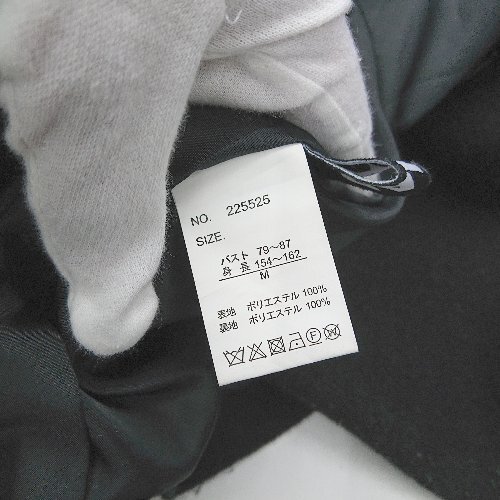 NO. 225525
SIZE.
バスト 79~87
身長 154~162
M
表地 ポリエステル 100%
裏地 ポリエステル 100%